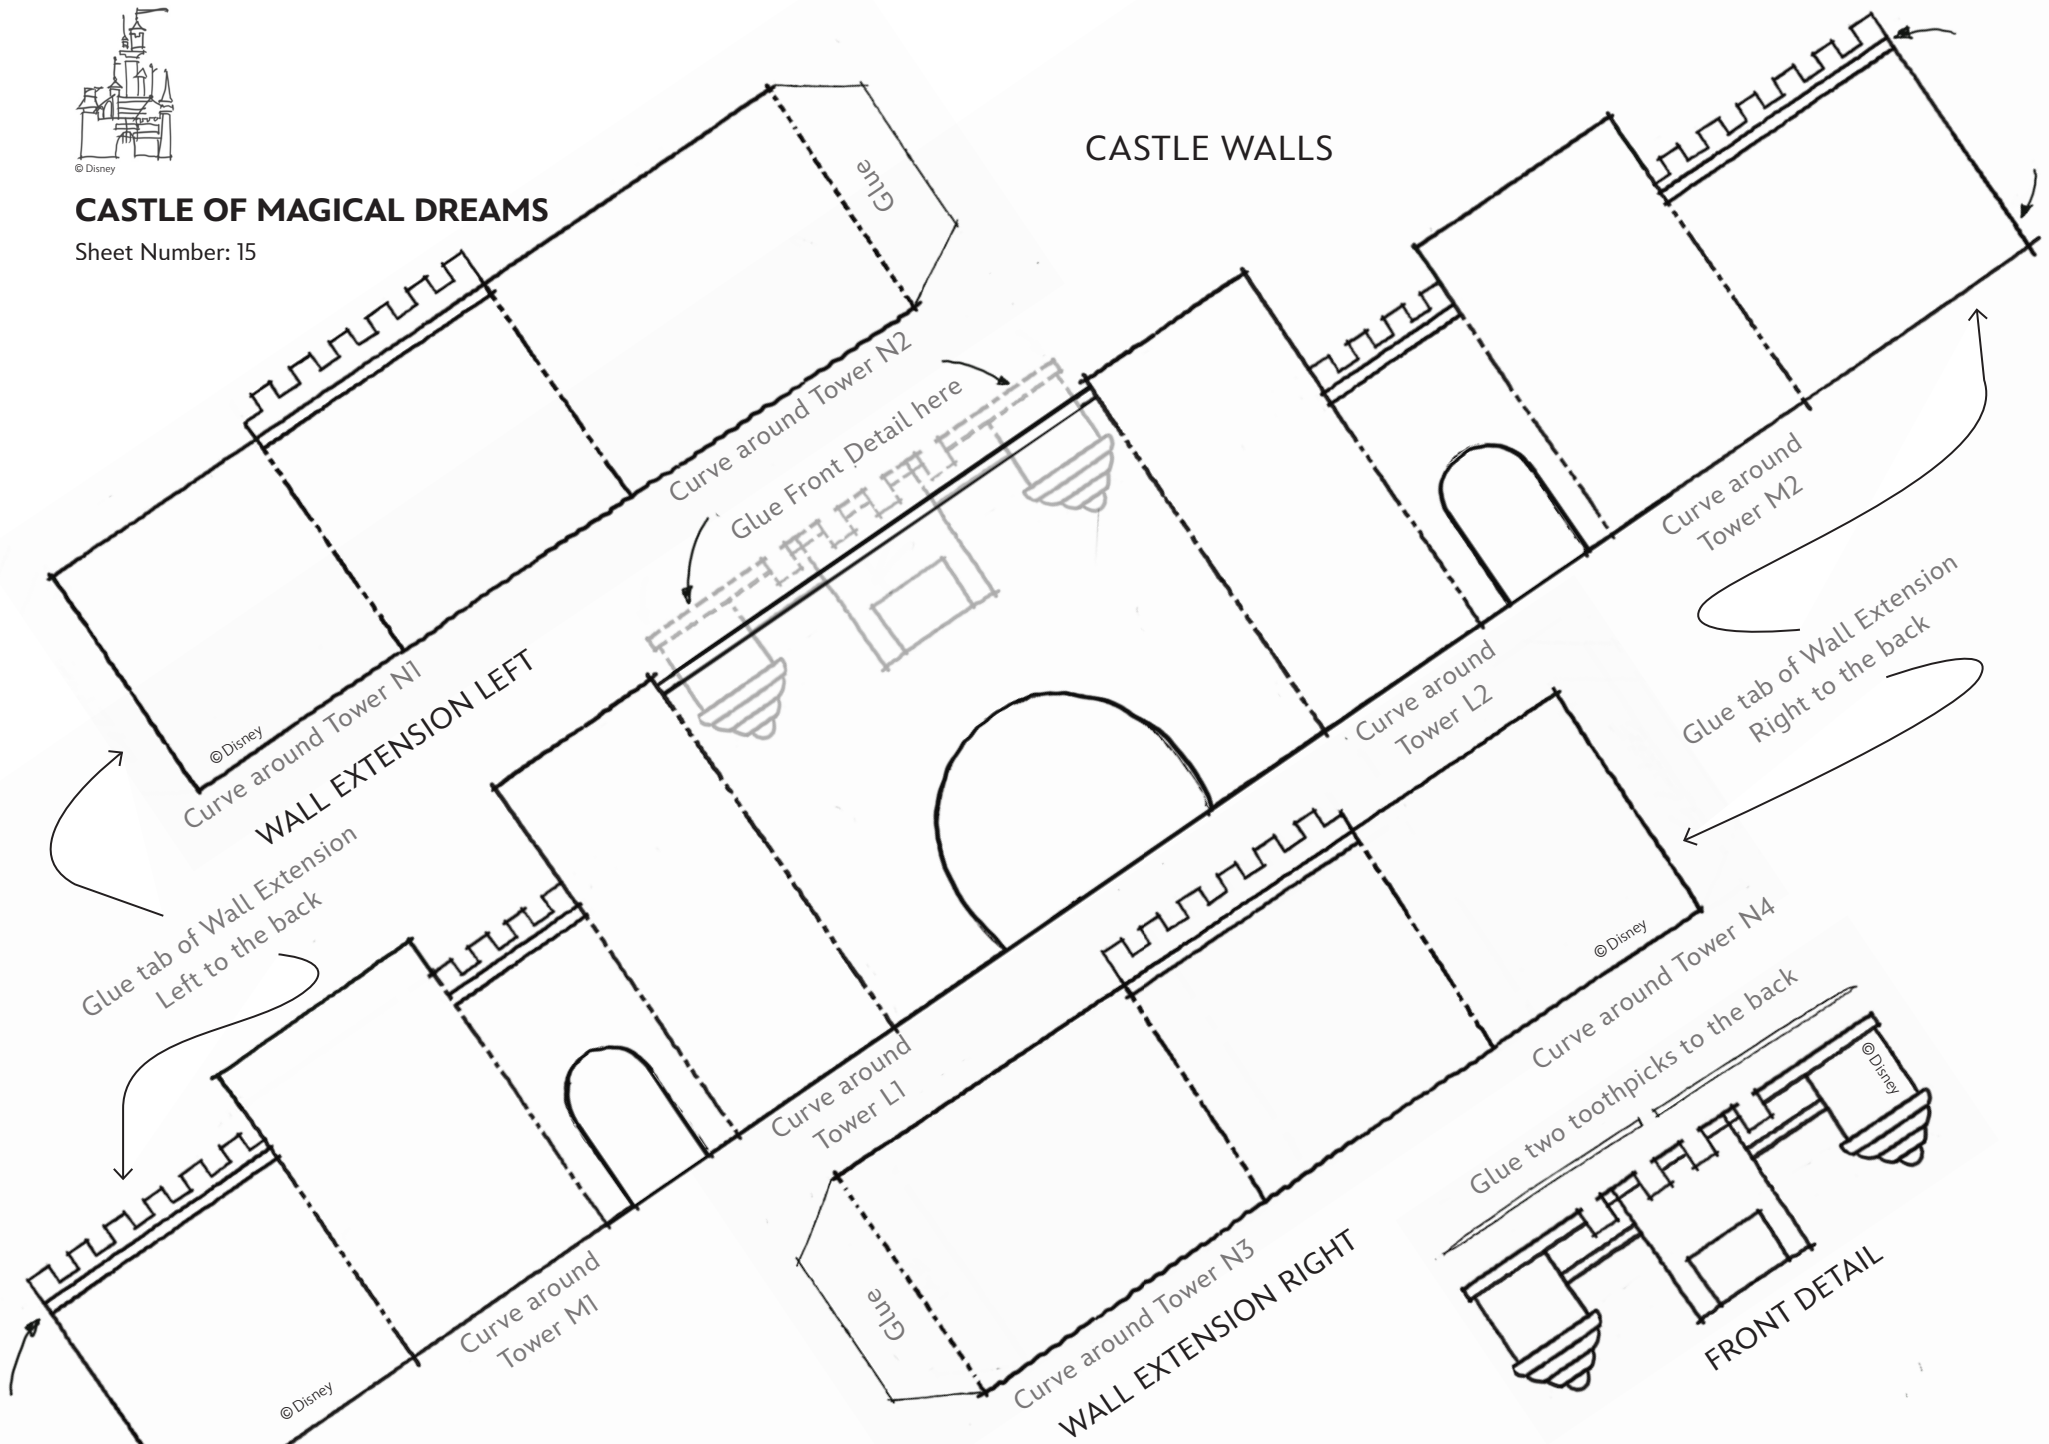 © Disney
CASTLE OF MAGICAL DREAMS
Sheet Number: 15
CASTLE WALLS
Glue
Curve around Tower N2
Glue Front Detail here
Curve around
Tower M2
© Disney
Curve around Tower N1
WALL EXTENSION LEFT
Glue tab of Wall Extension
Right to the back
Curve around
Tower L2
Glue tab of Wall Extension
Left to the back
© Disney
Curve around Tower N4
Glue two toothpicks to the back
© Disney
Curve around
Tower L1
Curve around
Tower M1
Glue
Curve around Tower N3
WALL EXTENSION RIGHT
FRONT DETAIL
© Disney